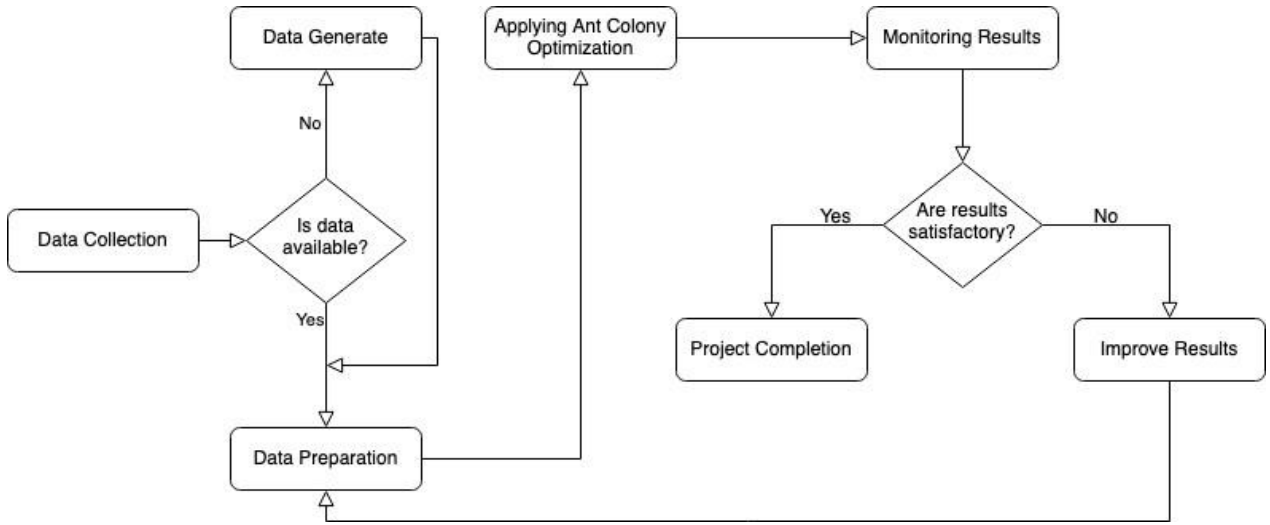 Data Generate
Applying Ant Colony
Optimization
Monitoring Results
No
Data Collection
Is data
available?
Yes
Are results
satisfactory?
No
Yes
Project Completion
Improve Results
Data Preparation